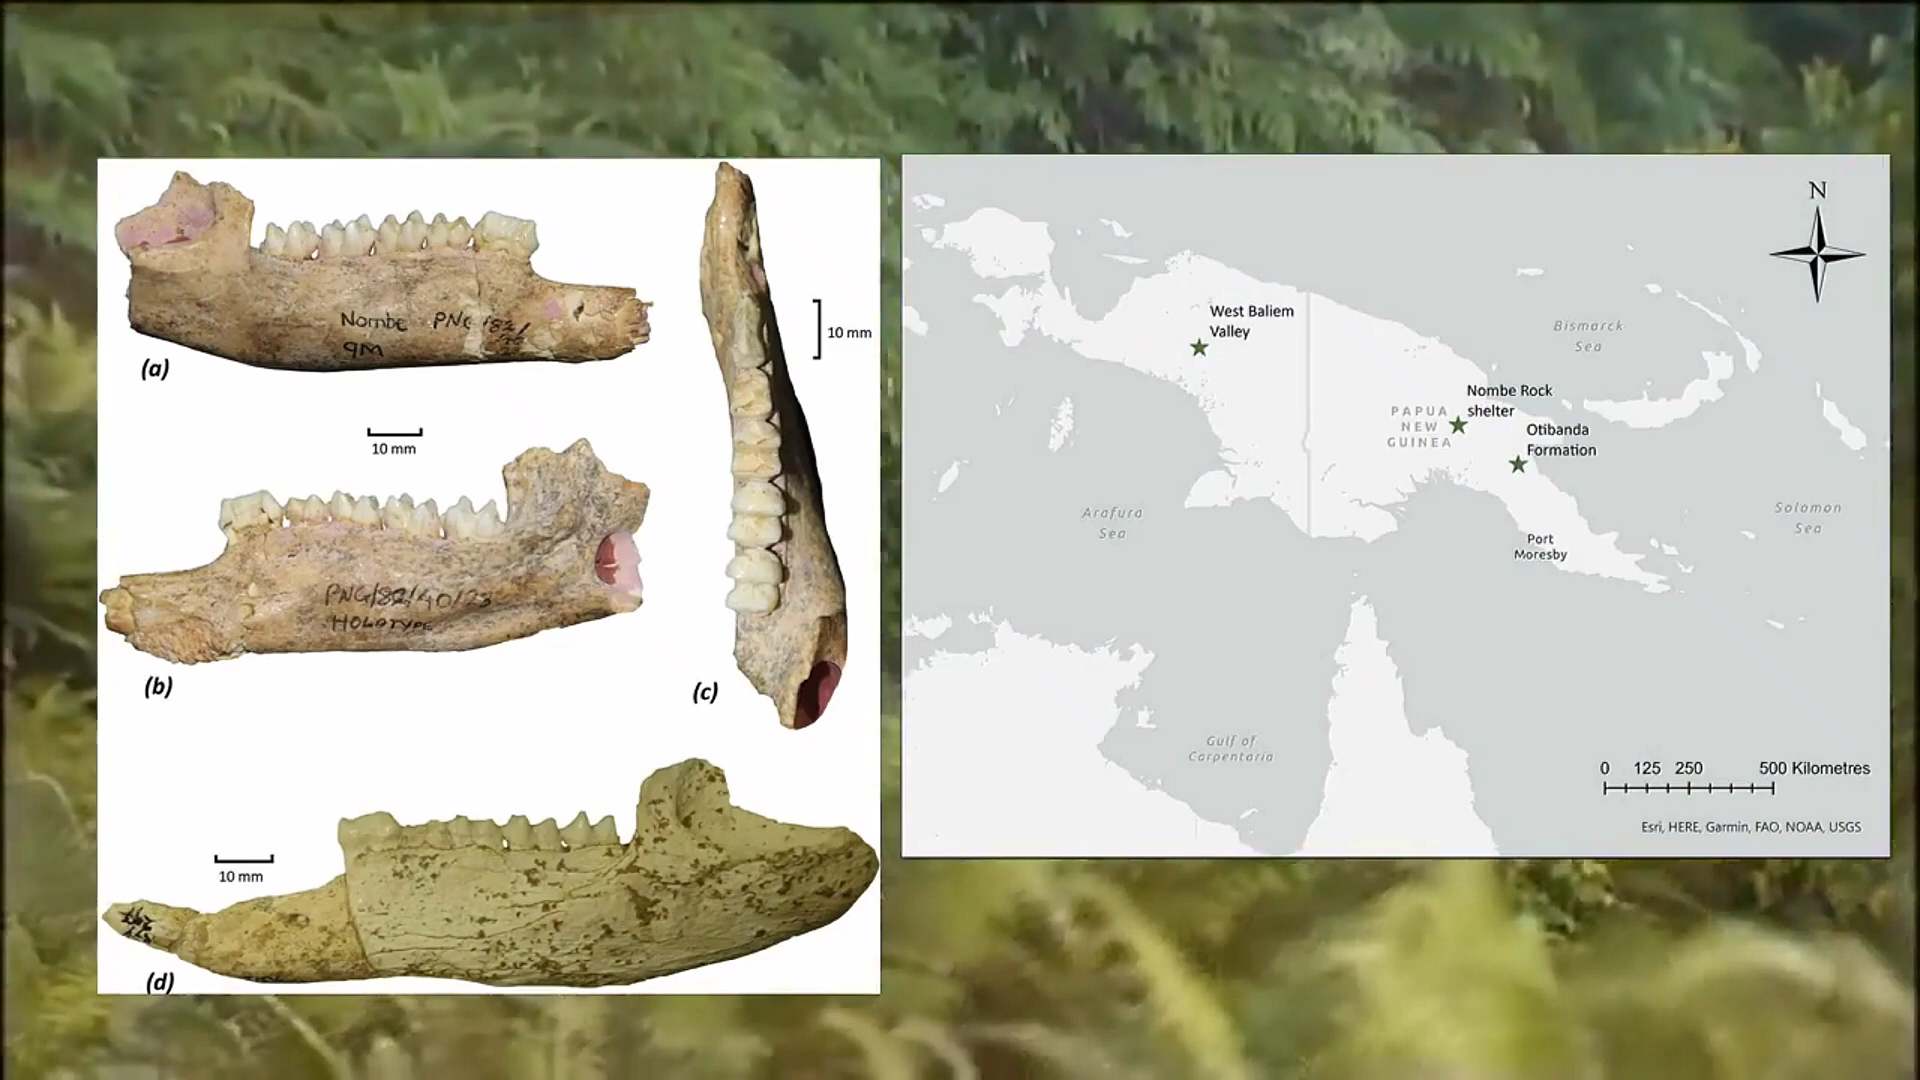 Nombe PNG
9M
(a)
10 mm
10 mm
PNG/82/40/23
HOLOTYPE
(b)
(c)
10 mm
(d)
N
West Baliem
Valley
Bismarck
Sea
Nombe Rock
shelter
PAPUA
NEW
GUINEA
Otibanda
Formation
Arafura
Sea
Solomon
Sea
Port
Moresby
Gulf of
Carpentaria
0 125 250 500 Kilometres
Esri, HERE, Garmin, FAO, NOAA, USGS